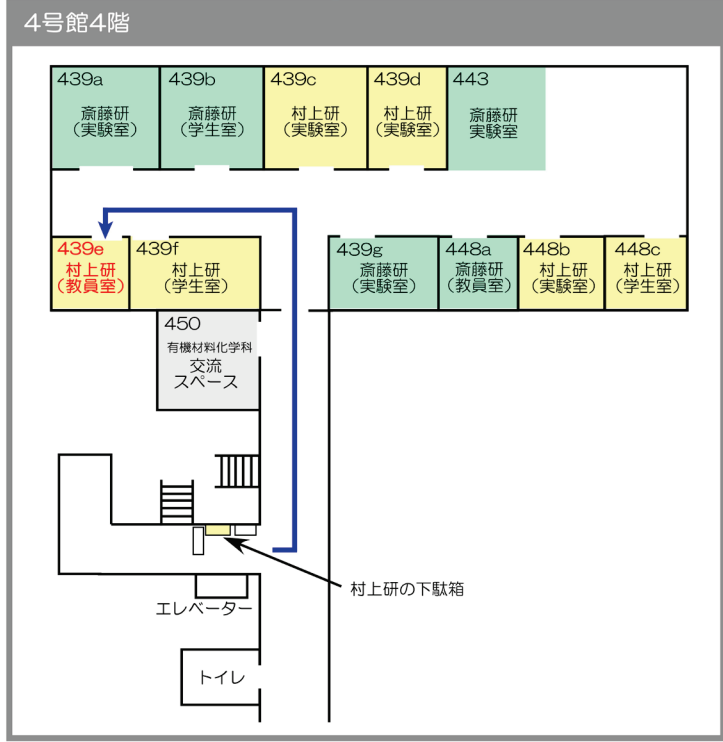 4号館4階
439a
斎藤研
(実験室)
439b
斎藤研
(学生室)
439c
村上研
(実験室)
439d
村上研
(実験室)
443
斎藤研
実験室
439e
村上研
(教員室)
439f
村上研
(学生室)
439g
斎藤研
(実験室)
448a
斎藤研
(教員室)
448b
村上研
(実験室)
448c
村上研
(学生室)
450
有機材料化学科
交流
スペース
村上研の下駄箱
エレベーター
トイレ